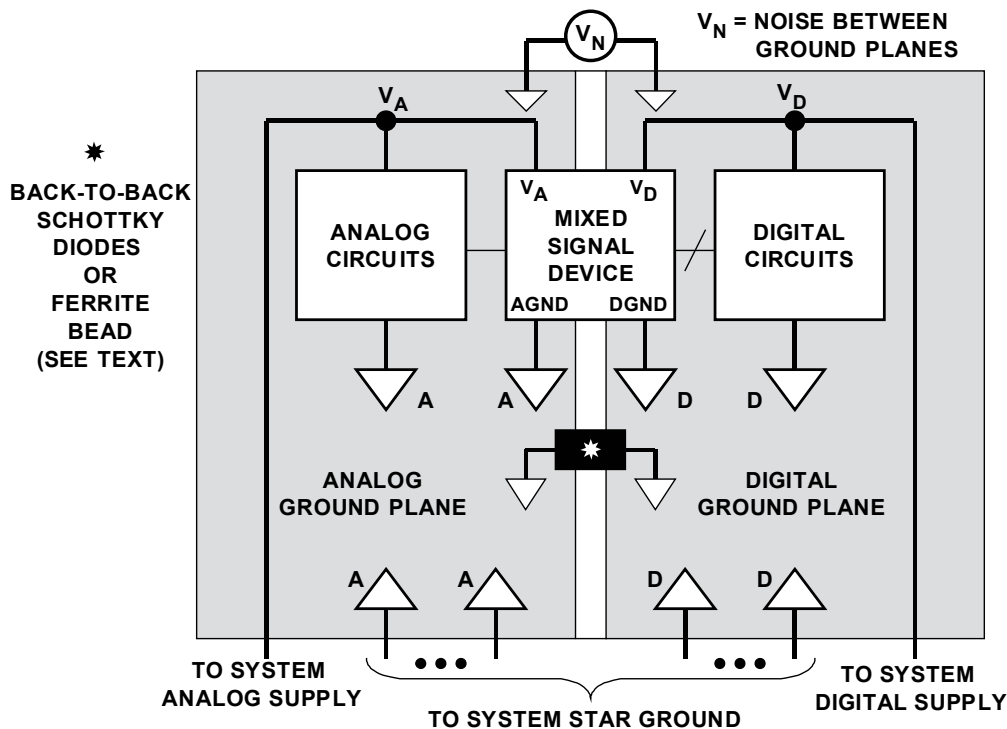 V_N
V_N = NOISE BETWEEN
GROUND PLANES
V_A
V_D
BACK-TO-BACK
SCHOTTKY
DIODES
OR
FERRITE
BEAD
(SEE TEXT)
ANALOG
CIRCUITS
V_A
V_D
MIXED
SIGNAL
DEVICE
AGND
DGND
DIGITAL
CIRCUITS
A
A
D
D
ANALOG
GROUND PLANE
DIGITAL
GROUND PLANE
A
A
D
D
TO SYSTEM
ANALOG SUPPLY
TO SYSTEM
DIGITAL SUPPLY
TO SYSTEM STAR GROUND